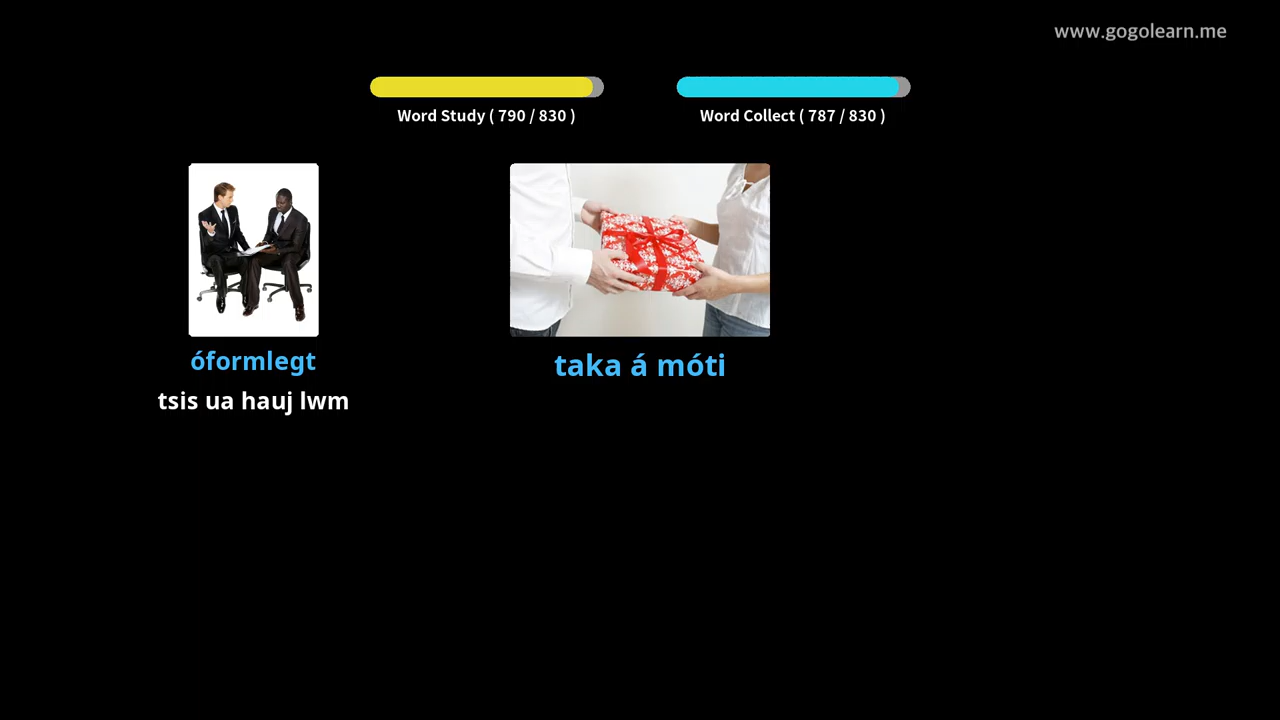 www.gogolearn.me
Word Study ( 790 / 830 )
Word Collect ( 787 / 830 )
óformlegt
tsis ua hauj lwm
taka á móti